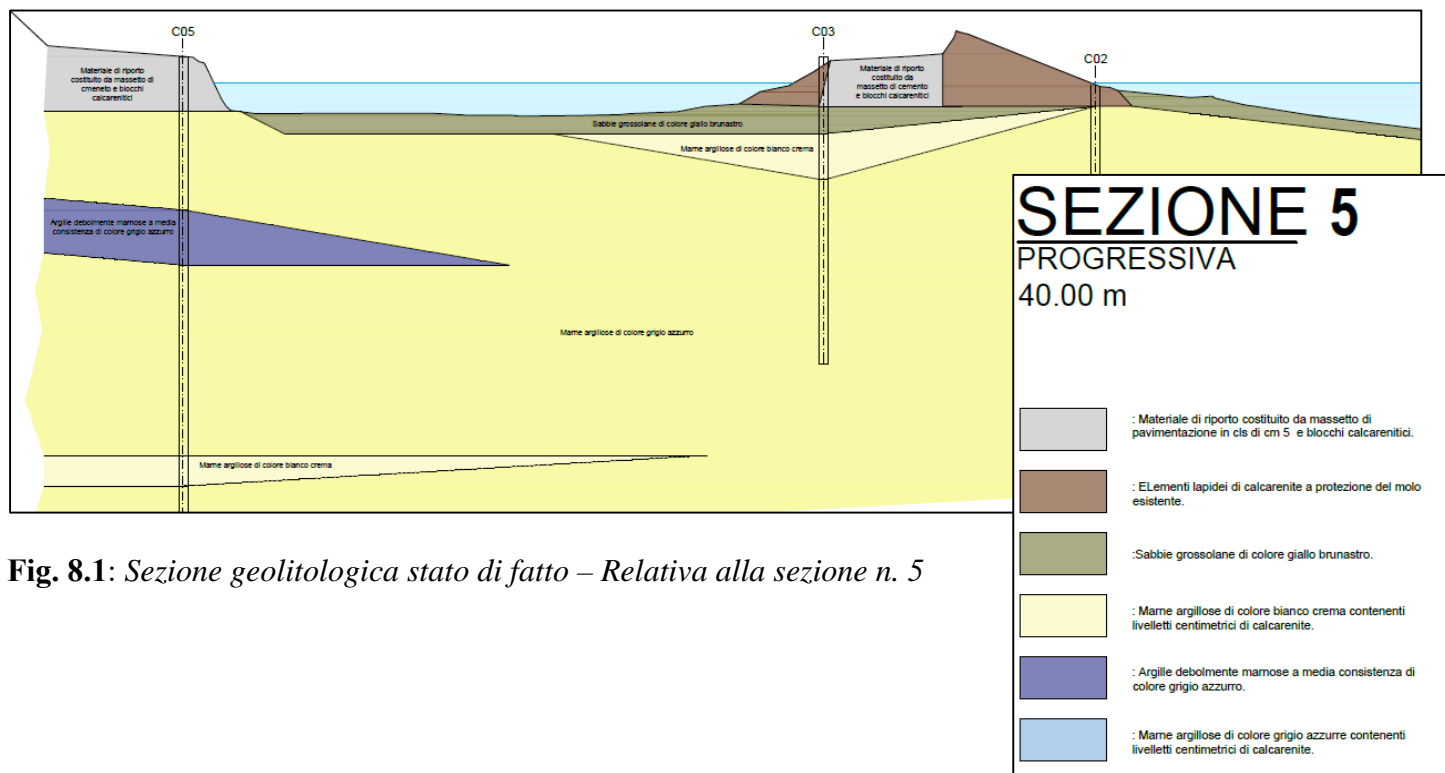 C05
C03
C02
Materiale di riporto
costituito da massetto di
cmeneto e blocchi
calcarenitici
Materiale di riporto
costituito da
massetto di cemento
e blocchi calcarenitici
Sabbie grossolane di colore giallo brunastro
Marne argillose di colore bianco crema
Argille debolmente marnose a media
consistenza di colore grigio azzurro
Marne argillose di colore grigio azzurro
Marne argillose di colore bianco crema
SEZIONE 5
PROGRESSIVA
40.00 m
: Materiale di riporto costituito da massetto di
pavimentazione in cls di cm 5 e blocchi calcarenitici.
: ELementi lapidei di calcarenite a protezione del molo
esistente.
:Sabbie grossolane di colore giallo brunastro.
: Marne argillose di colore bianco crema contenenti
livelletti centimetrici di calcarenite.
: Argille debolmente marnose a media consistenza di
colore grigio azzurro.
: Marne argillose di colore grigio azzurre contenenti
livelletti centimetrici di calcarenite.
Fig. 8.1: Sezione geolitologica stato di fatto – Relativa alla sezione n. 5